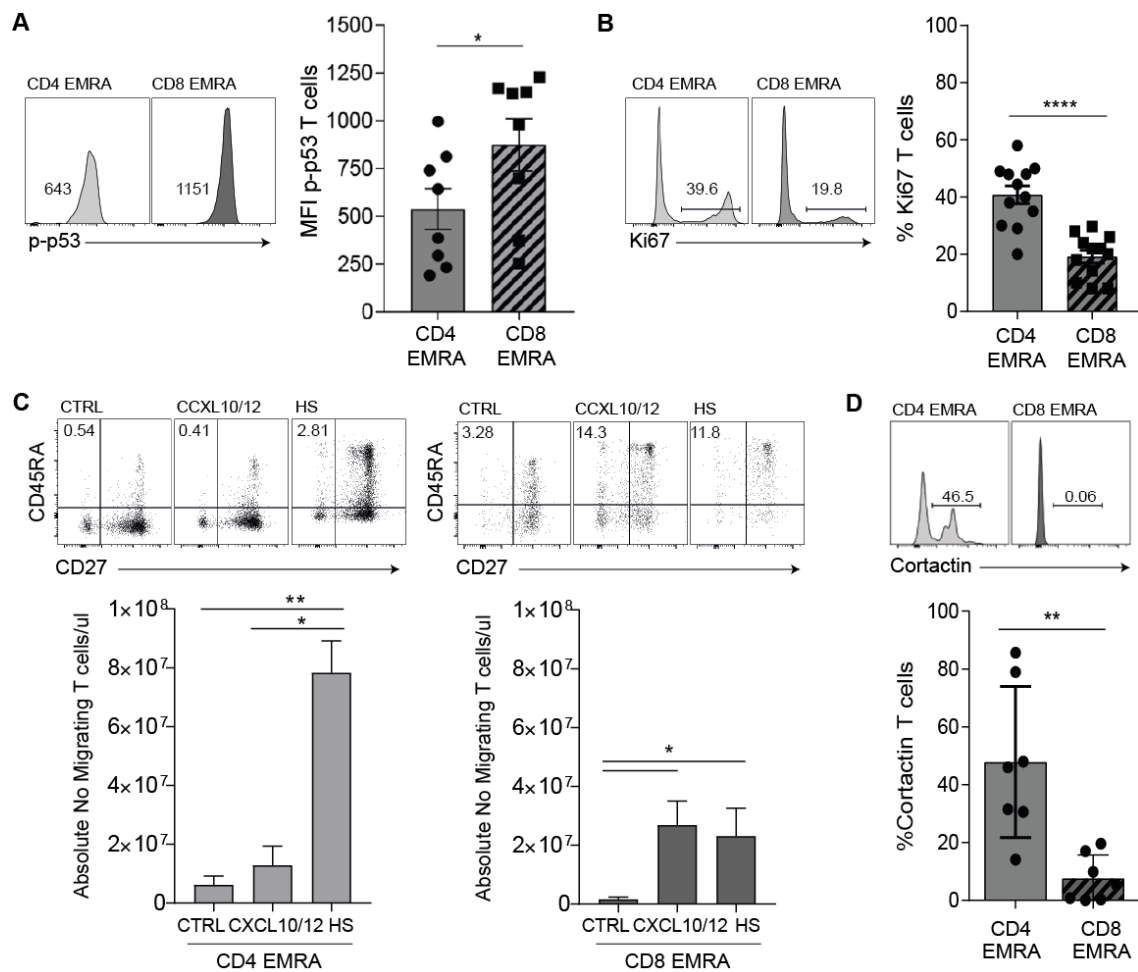 A
CD4 EMRA
CD8 EMRA
643
1151
p-p53
MFI p-p53 T cells
1500
1250
1000
750
500
250
0
*
CD4
EMRA
CD8
EMRA
B
CD4 EMRA
CD8 EMRA
39.6
19.8
Ki67
% Ki67 T cells
100
80
60
40
20
0
****
CD4
EMRA
CD8
EMRA
C
CTRL
CCXL10/12
HS
0.54
0.41
2.81
CD45RA
CD27
CTRL
CCXL10/12
HS
3.28
14.3
11.8
CD45RA
CD27
Absolute No Migrating T cells/ul
1×10⁸
8×10⁷
6×10⁷
4×10⁷
2×10⁷
0
**
*
CTRL CXCL10/12 HS
CD4 EMRA
Absolute No Migrating T cells/ul
1×10⁸
8×10⁷
6×10⁷
4×10⁷
2×10⁷
0
*
CTRL CXCL10/12 HS
CD8 EMRA
D
CD4 EMRA
CD8 EMRA
46.5
0.06
Cortactin
%Cortactin T cells
100
80
60
40
20
0
**
CD4
EMRA
CD8
EMRA